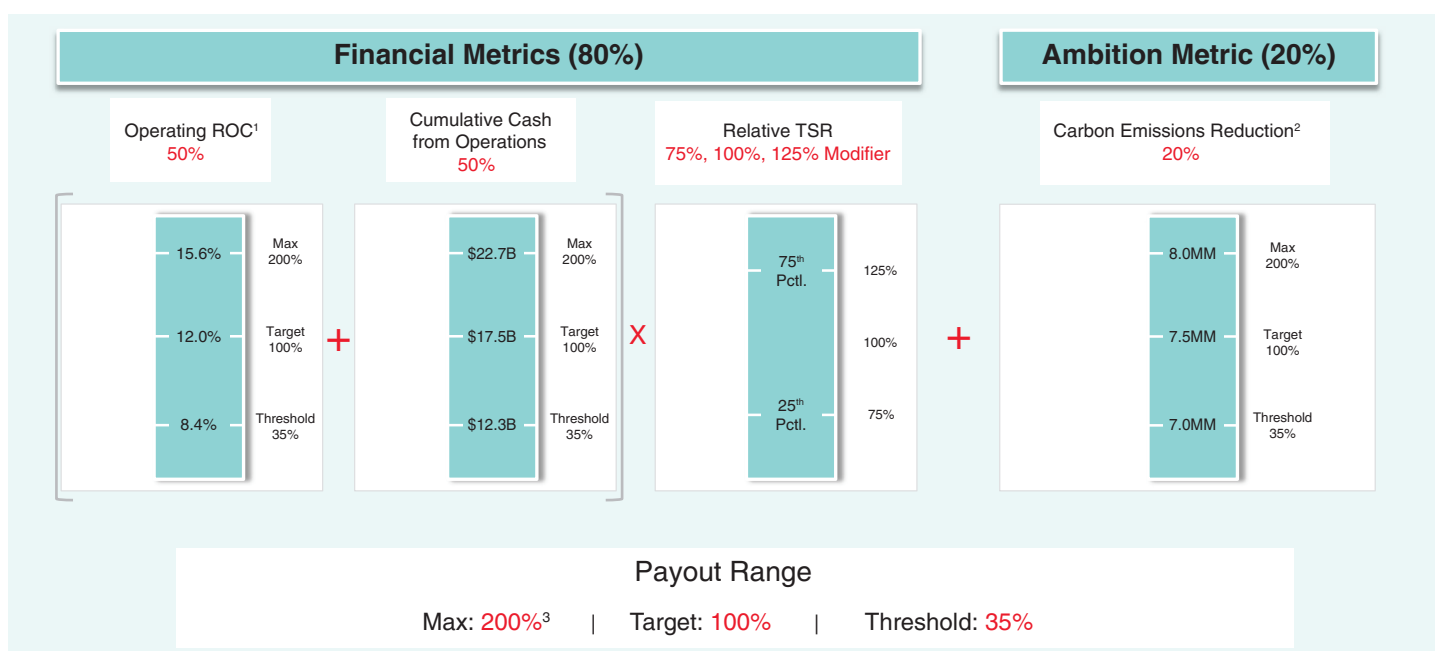 Financial Metrics (80%)
Ambition Metric (20%)
Operating ROC¹
50%
Cumulative Cash
from Operations
50%
Relative TSR
75%, 100%, 125% Modifier
Carbon Emissions Reduction²
20%
15.6%
Max
200%
12.0%
Target
100%
8.4%
Threshold
35%
+
$22.7B
Max
200%
$17.5B
Target
100%
$12.3B
Threshold
35%
X
75th
Pctl.
125%
100%
25th
Pctl.
75%
+
8.0MM
Max
200%
7.5MM
Target
100%
7.0MM
Threshold
35%
Payout Range
Max: 200%³ | Target: 100% | Threshold: 35%